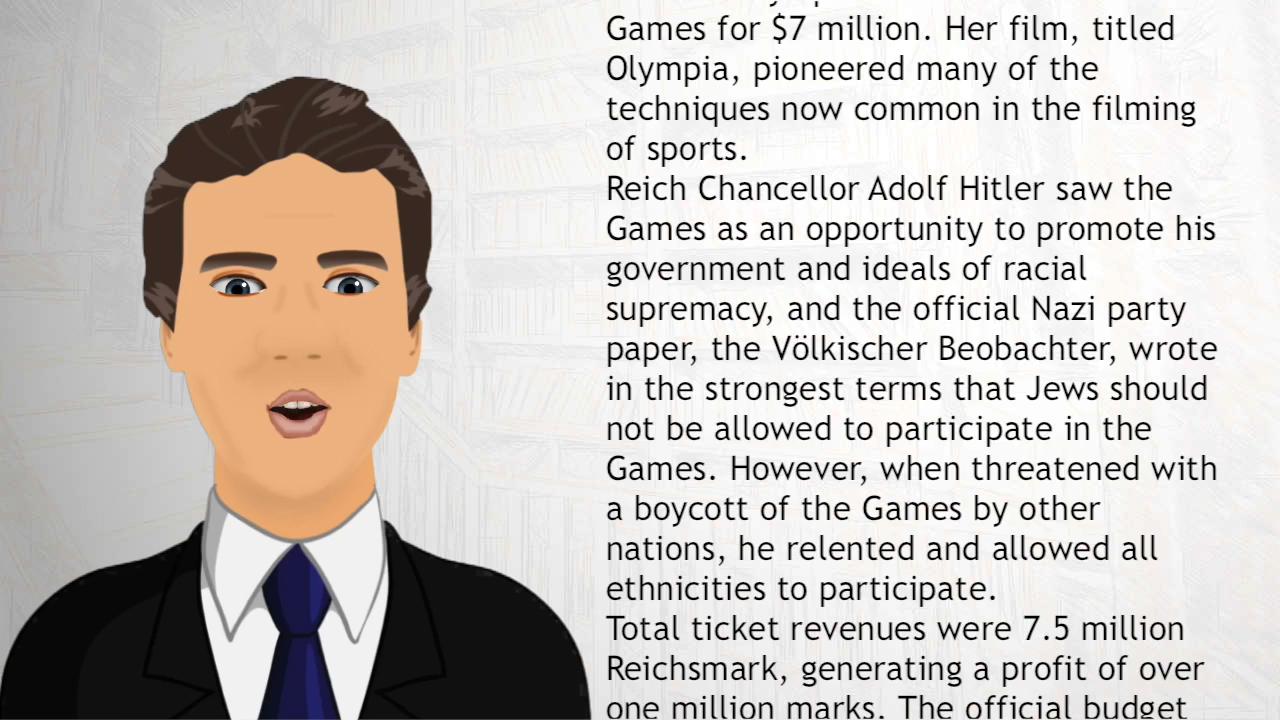 Games for $7 million. Her film, titled
Olympia, pioneered many of the
techniques now common in the filming
of sports.
Reich Chancellor Adolf Hitler saw the
Games as an opportunity to promote his
government and ideals of racial
supremacy, and the official Nazi party
paper, the Völkischer Beobachter, wrote
in the strongest terms that Jews should
not be allowed to participate in the
Games. However, when threatened with
a boycott of the Games by other
nations, he relented and allowed all
ethnicities to participate.
Total ticket revenues were 7.5 million
Reichsmark, generating a profit of over
one million marks. The official budget